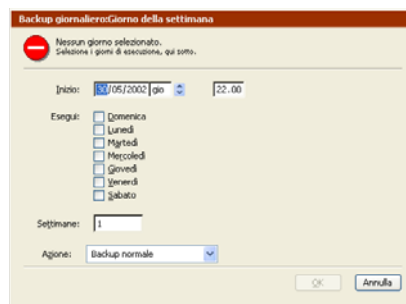 Backup giornaliero:Giorno della settimana
Nessun giorno selezionato.
Selezione i giorni di esecuzione, qui sotto.
Inizio: 30/05/2002 gio 22.00
Esegui: Domenica
Lunedì
Martedì
Mercoledì
Giovedì
Venerdì
Sabato
Settimane: 1
Azione: Backup normale
OK Annulla